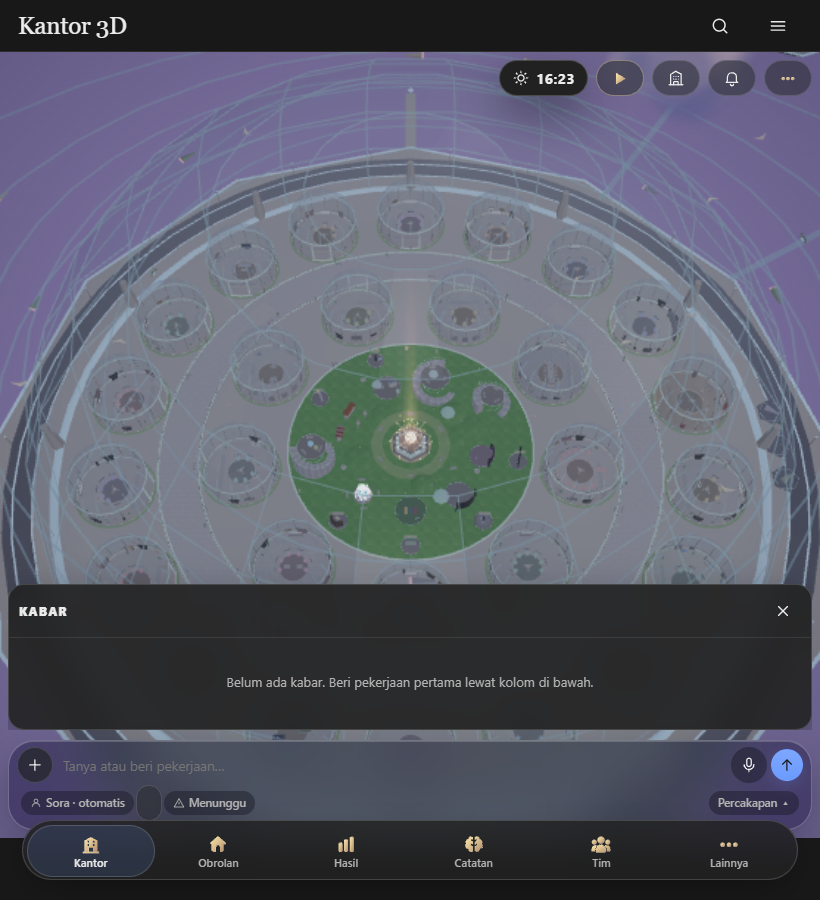 Kantor 3D
16:23
KABAR
Belum ada kabar. Beri pekerjaan pertama lewat kolom di bawah.
Tanya atau beri pekerjaan...
Sora · otomatis
Menunggu
Percakapan
Kantor
Obrolan
Hasil
Catatan
Tim
Lainnya